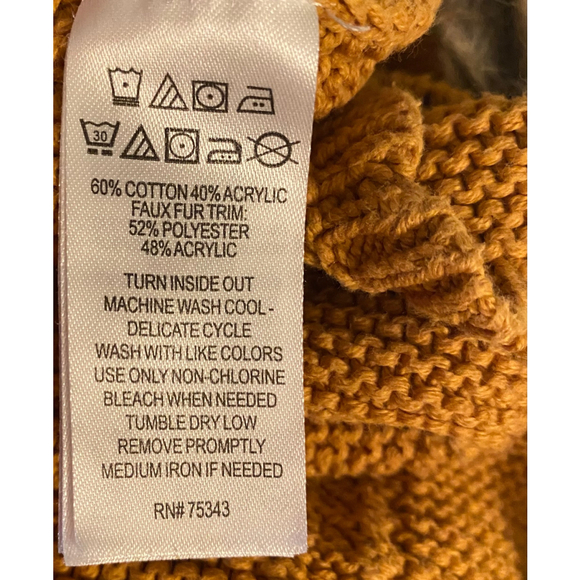 30
60% COTTON 40% ACRYLIC
FAUX FUR TRIM:
52% POLYESTER
48% ACRYLIC
TURN INSIDE OUT
MACHINE WASH COOL -
DELICATE CYCLE
WASH WITH LIKE COLORS
USE ONLY NON-CHLORINE
BLEACH WHEN NEEDED
TUMBLE DRY LOW
REMOVE PROMPTLY
MEDIUM IRON IF NEEDED
RN# 75343